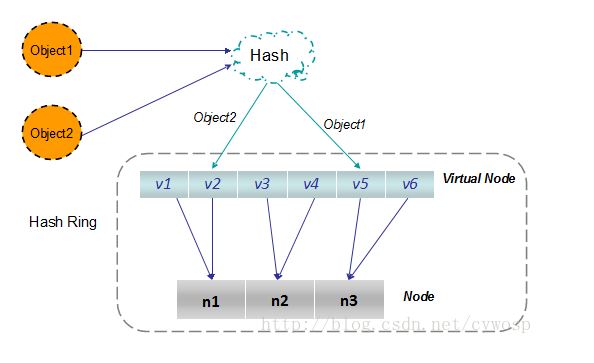 Object1
Hash
Object2
Object2
Object1
v1 v2 v3 v4 v5 v6
Virtual Node
Hash Ring
n1 n2 n3
Node
http://blog.csdn.net/cywosp